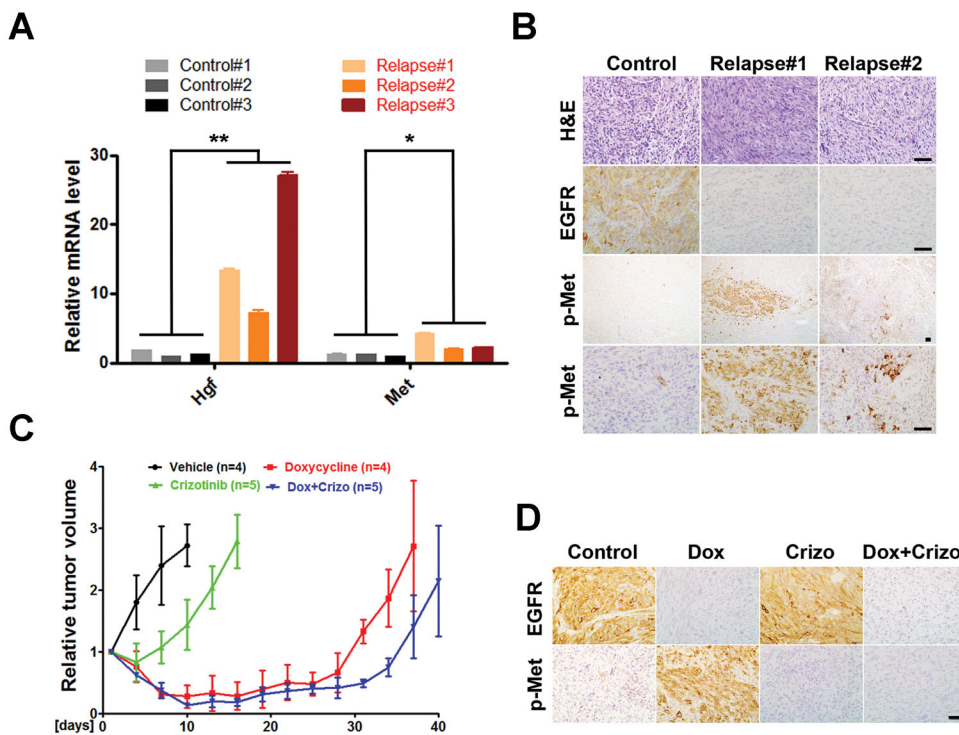 A
Control#1
Control#2
Control#3
Relapse#1
Relapse#2
Relapse#3
Relative mRNA level
30
20
10
0
**
*
Hgf
Met
B
Control Relapse#1 Relapse#2
H&E
EGFR
p-Met
p-Met
C
Relative tumor volume
Vehicle (n=4) Doxycycline (n=4)
Crizotinib (n=5) Dox+Crizo (n=5)
4
3
2
1
0
[days] 0 10 20 30 40
D
Control Dox Crizo Dox+Crizo
EGFR
p-Met